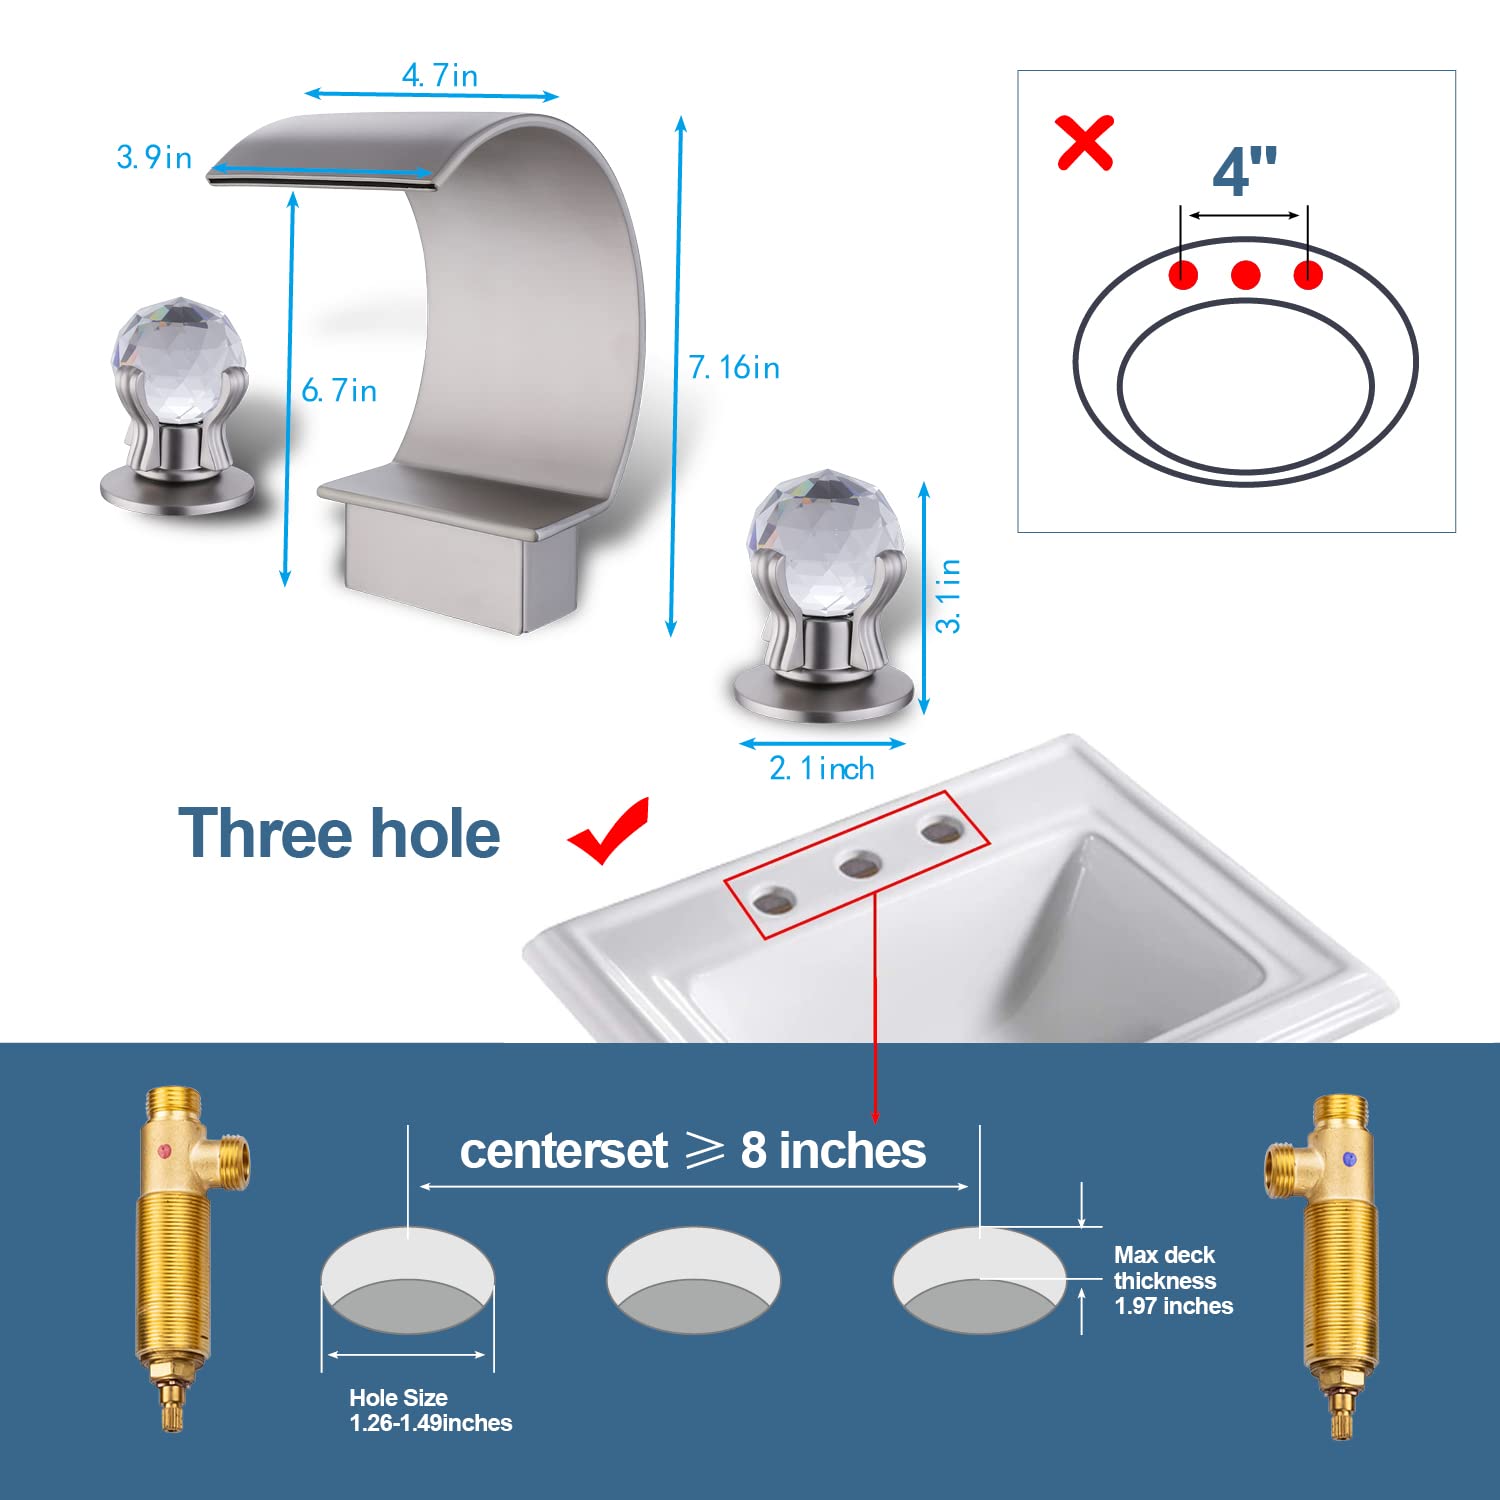 4.7in
3.9in
4"
7.16in
6.7in
3.1in
2.1inch
Three hole
centerset ⩾ 8 inches
Max deck
thickness
1.97 inches
Hole Size
1.26-1.49inches